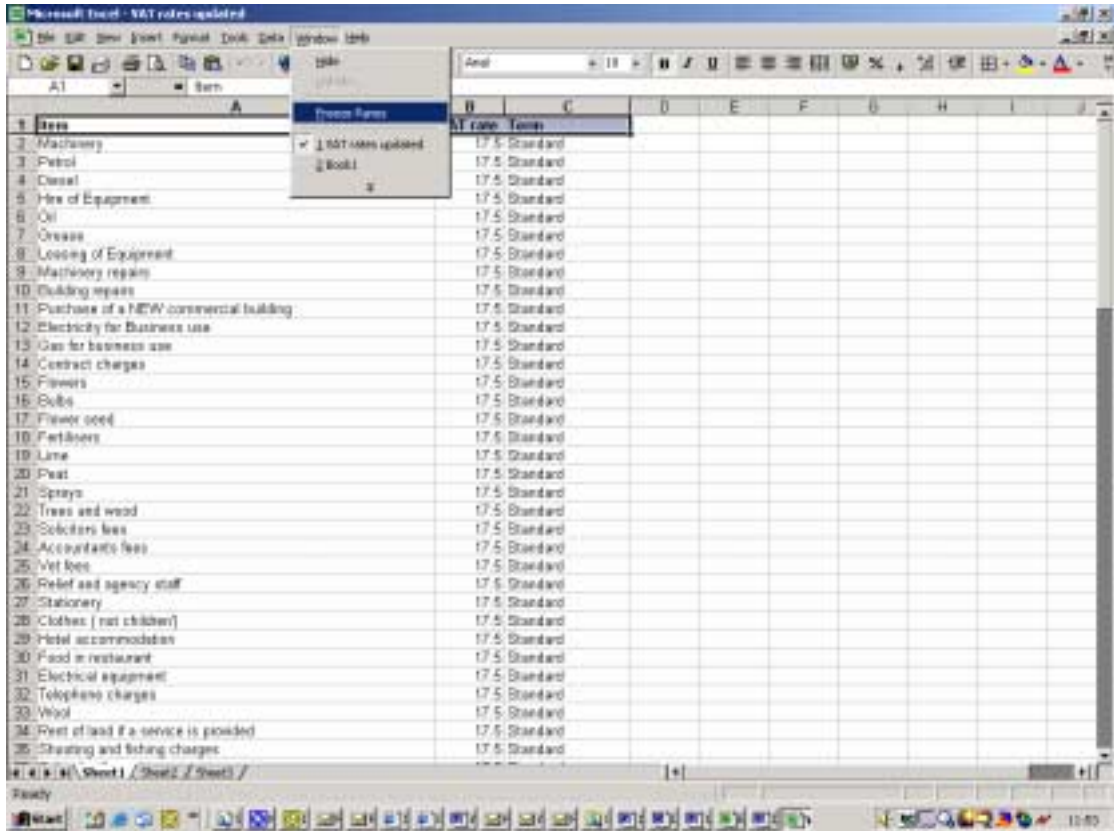 Microsoft Excel - VAT rates updated
File Edit View Insert Format Tools Data Window Help
Arial 10 B I U %
A1 = Item
Hide
Freeze Panes
1 VAT rates updated
2 Book1
A B C D E F G H I J
1 Item VAT rate Term
2 Machinery 17.5 Standard
3 Petrol 17.5 Standard
4 Diesel 17.5 Standard
5 Hire of Equipment 17.5 Standard
6 Oil 17.5 Standard
7 Grease 17.5 Standard
8 Leasing of Equipment 17.5 Standard
9 Machinery repairs 17.5 Standard
10 Building repairs 17.5 Standard
11 Purchase of a NEW commercial building 17.5 Standard
12 Electricity for Business use 17.5 Standard
13 Gas for business use 17.5 Standard
14 Contract charges 17.5 Standard
15 Flowers 17.5 Standard
16 Bulbs 17.5 Standard
17 Flower seed 17.5 Standard
18 Fertilisers 17.5 Standard
19 Lime 17.5 Standard
20 Peat 17.5 Standard
21 Sprays 17.5 Standard
22 Trees and wood 17.5 Standard
23 Solicitors fees 17.5 Standard
24 Accountants fees 17.5 Standard
25 Vet fees 17.5 Standard
26 Relief and agency staff 17.5 Standard
27 Stationery 17.5 Standard
28 Clothes ( not children') 17.5 Standard
29 Hotel accommodation 17.5 Standard
30 Food in restaurant 17.5 Standard
31 Electrical equipment 17.5 Standard
32 Telephone charges 17.5 Standard
33 Wool 17.5 Standard
34 Rent of land if a service is provided 17.5 Standard
35 Shooting and fishing charges 17.5 Standard
Sheet1 / Sheet2 / Sheet3 /
Ready
Start